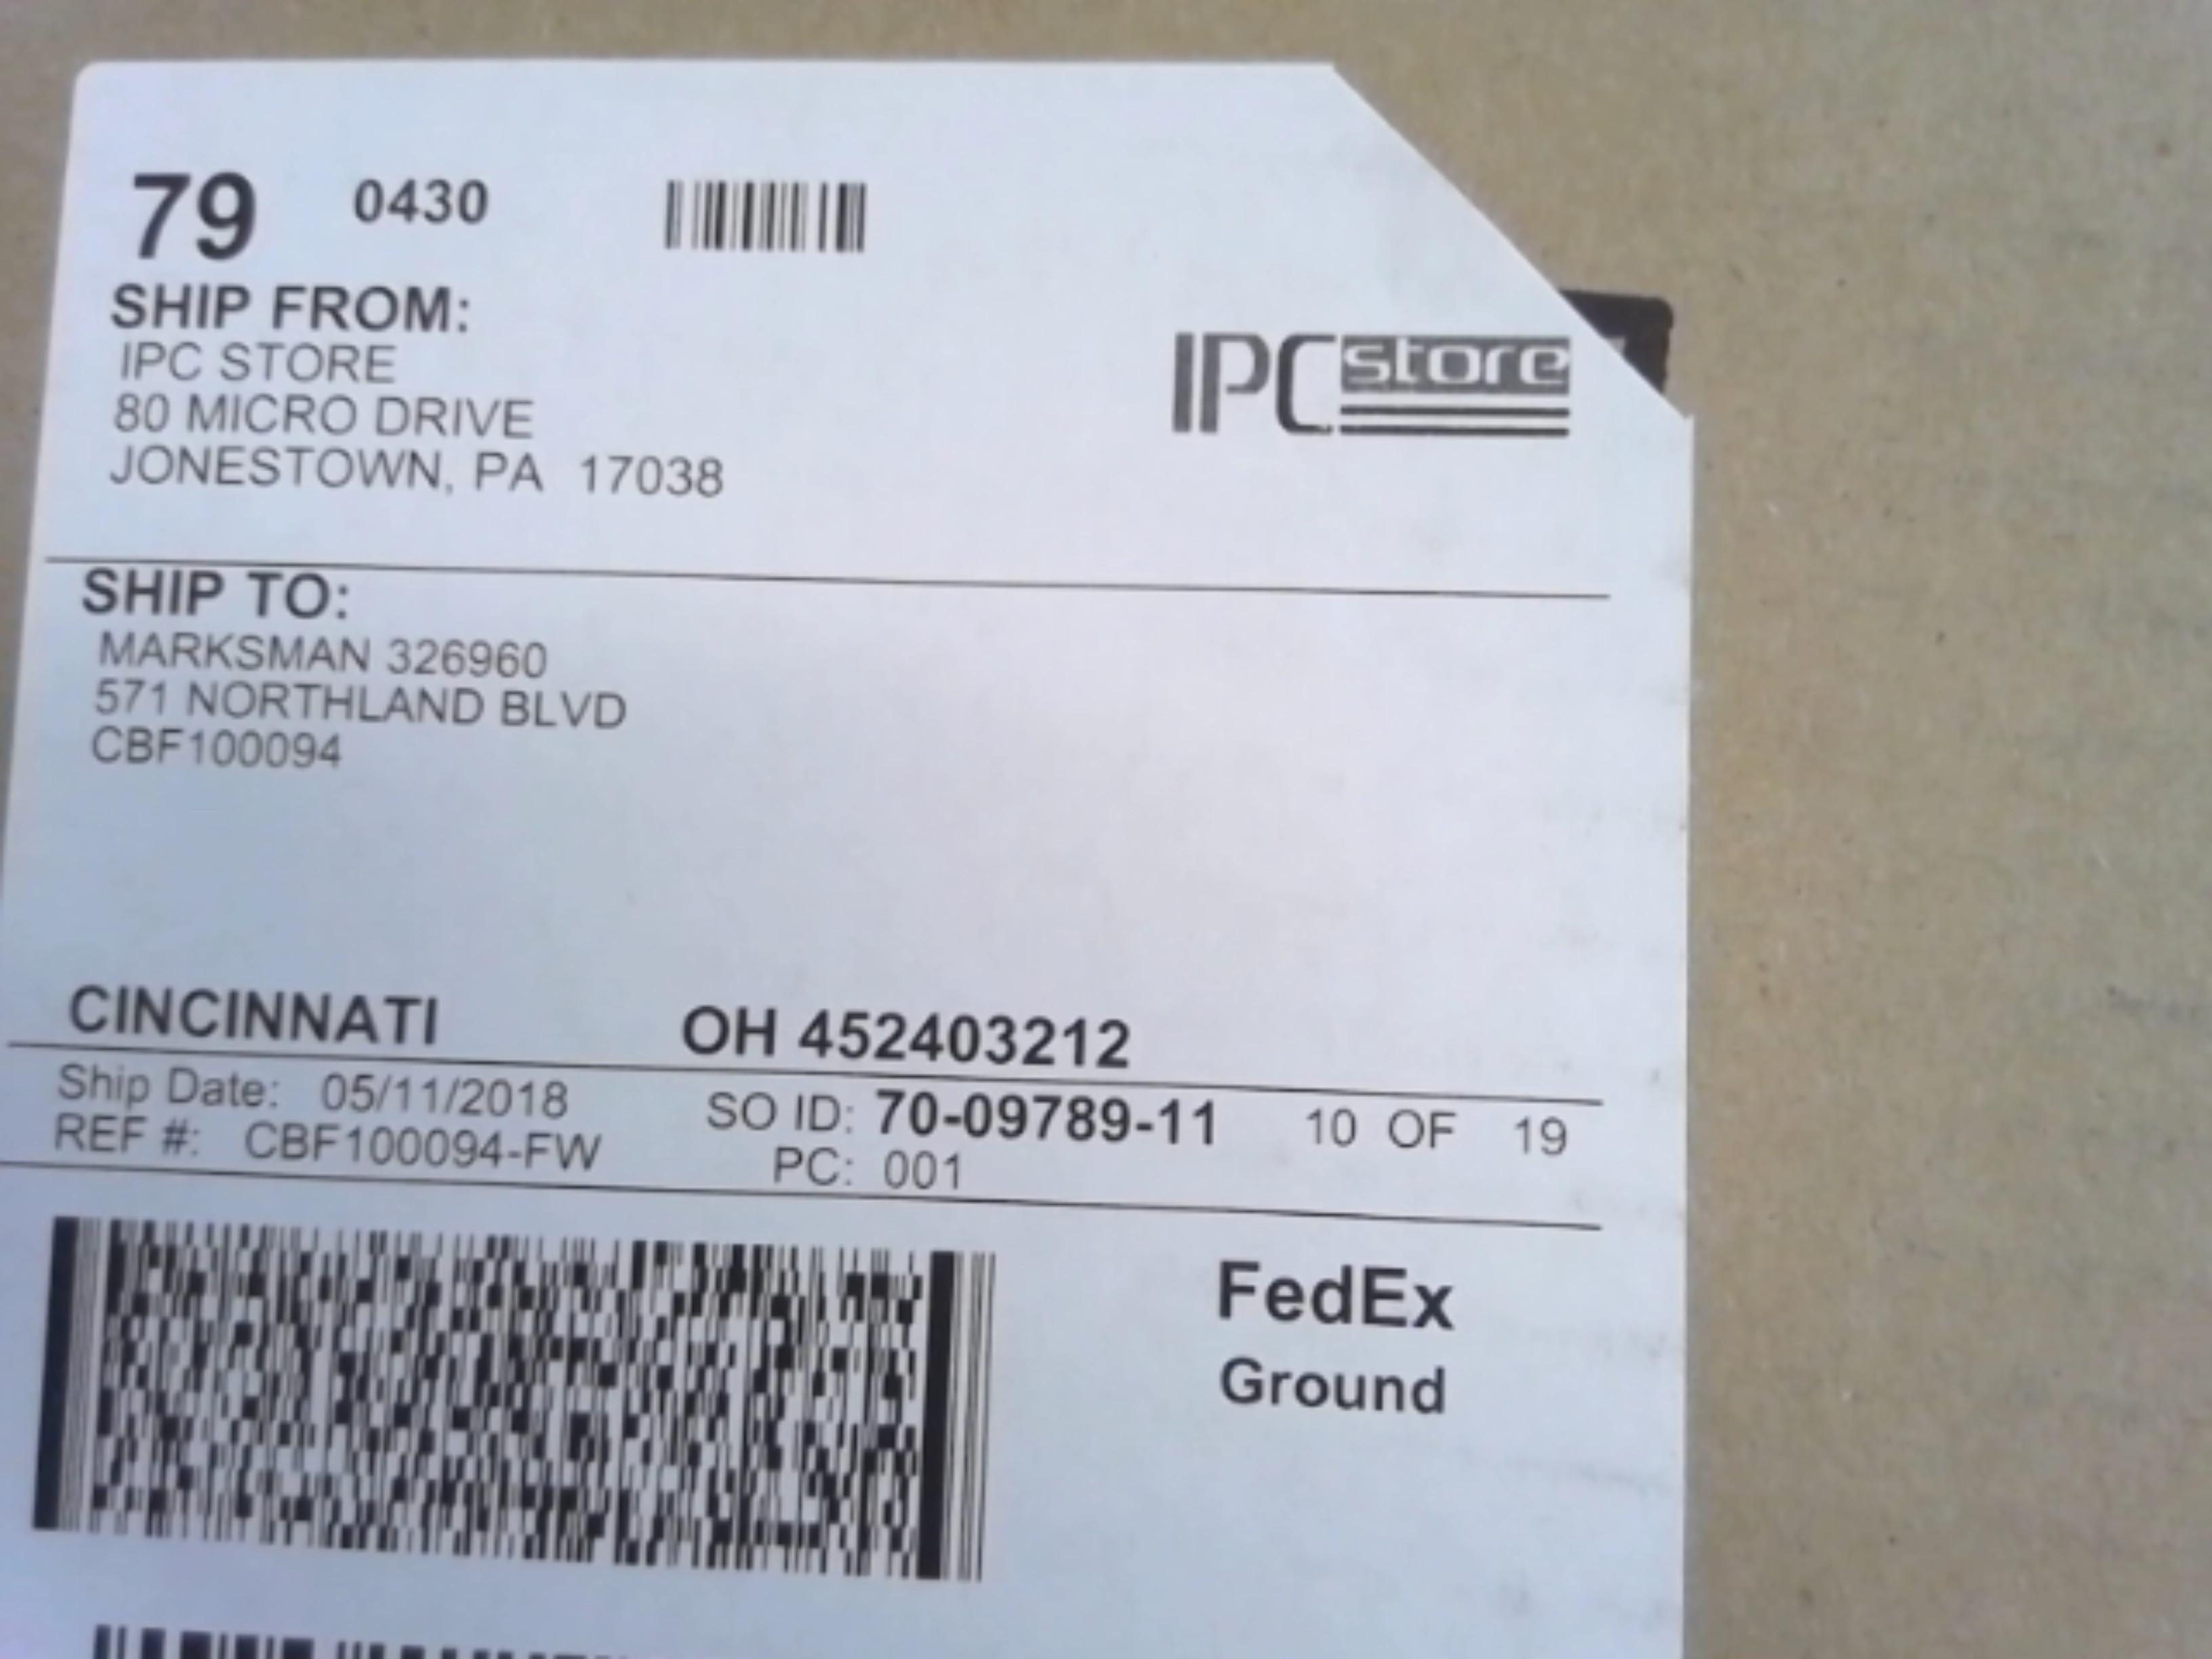 79 0430
SHIP FROM:
IPC STORE
80 MICRO DRIVE
JONESTOWN, PA 17038
IPC store
SHIP TO:
MARKSMAN 326960
571 NORTHLAND BLVD
CBF100094
CINCINNATI OH 452403212
Ship Date: 05/11/2018 SO ID: 70-09789-11 10 OF 19
REF #: CBF100094-FW PC: 001
FedEx
Ground